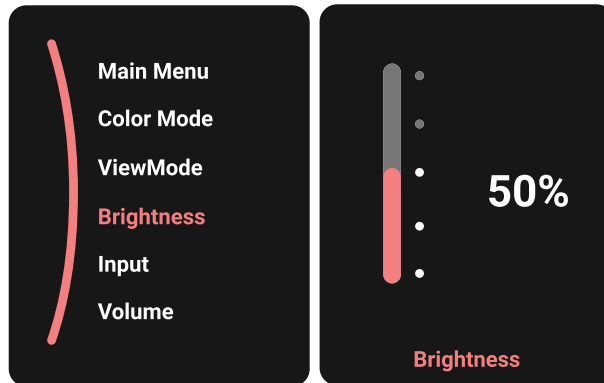 Main Menu
Color Mode
ViewMode
Brightness
Input
Volume
50%
Brightness